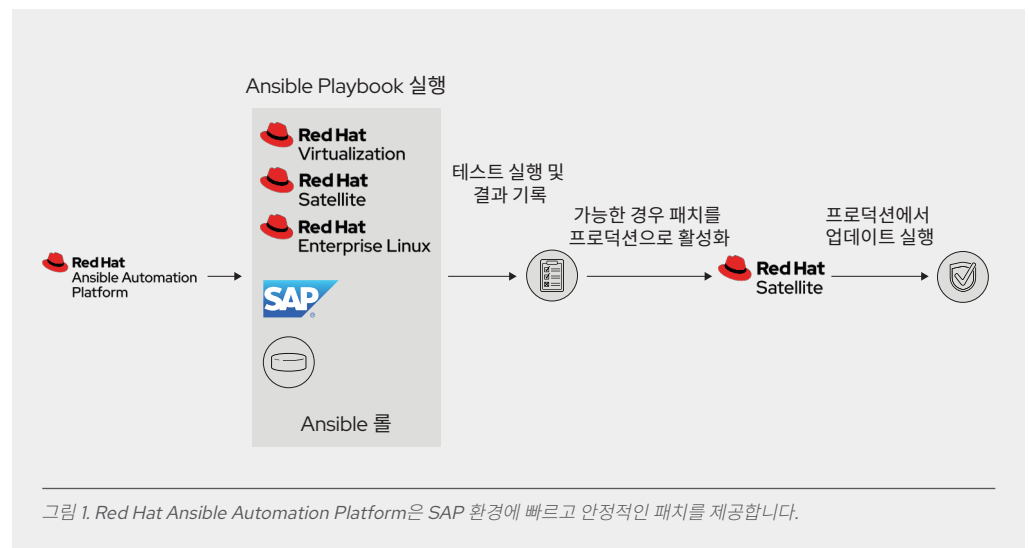 Ansible Playbook 실행
Red Hat
Virtualization
Red Hat
Satellite
Red Hat
Enterprise Linux
SAP
Ansible 롤
Red Hat
Ansible Automation
Platform
테스트 실행 및
결과 기록
가능한 경우 패치를
프로덕션으로 활성화
Red Hat
Satellite
프로덕션에서
업데이트 실행
그림 1. Red Hat Ansible Automation Platform은 SAP 환경에 빠르고 안정적인 패치를 제공합니다.